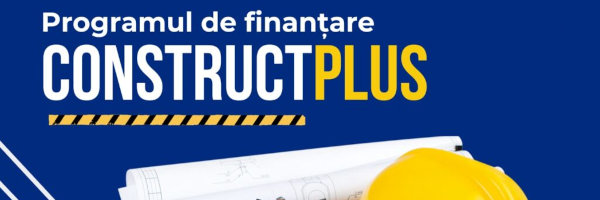 Programul de finanțare
CONSTRUCTPLUS